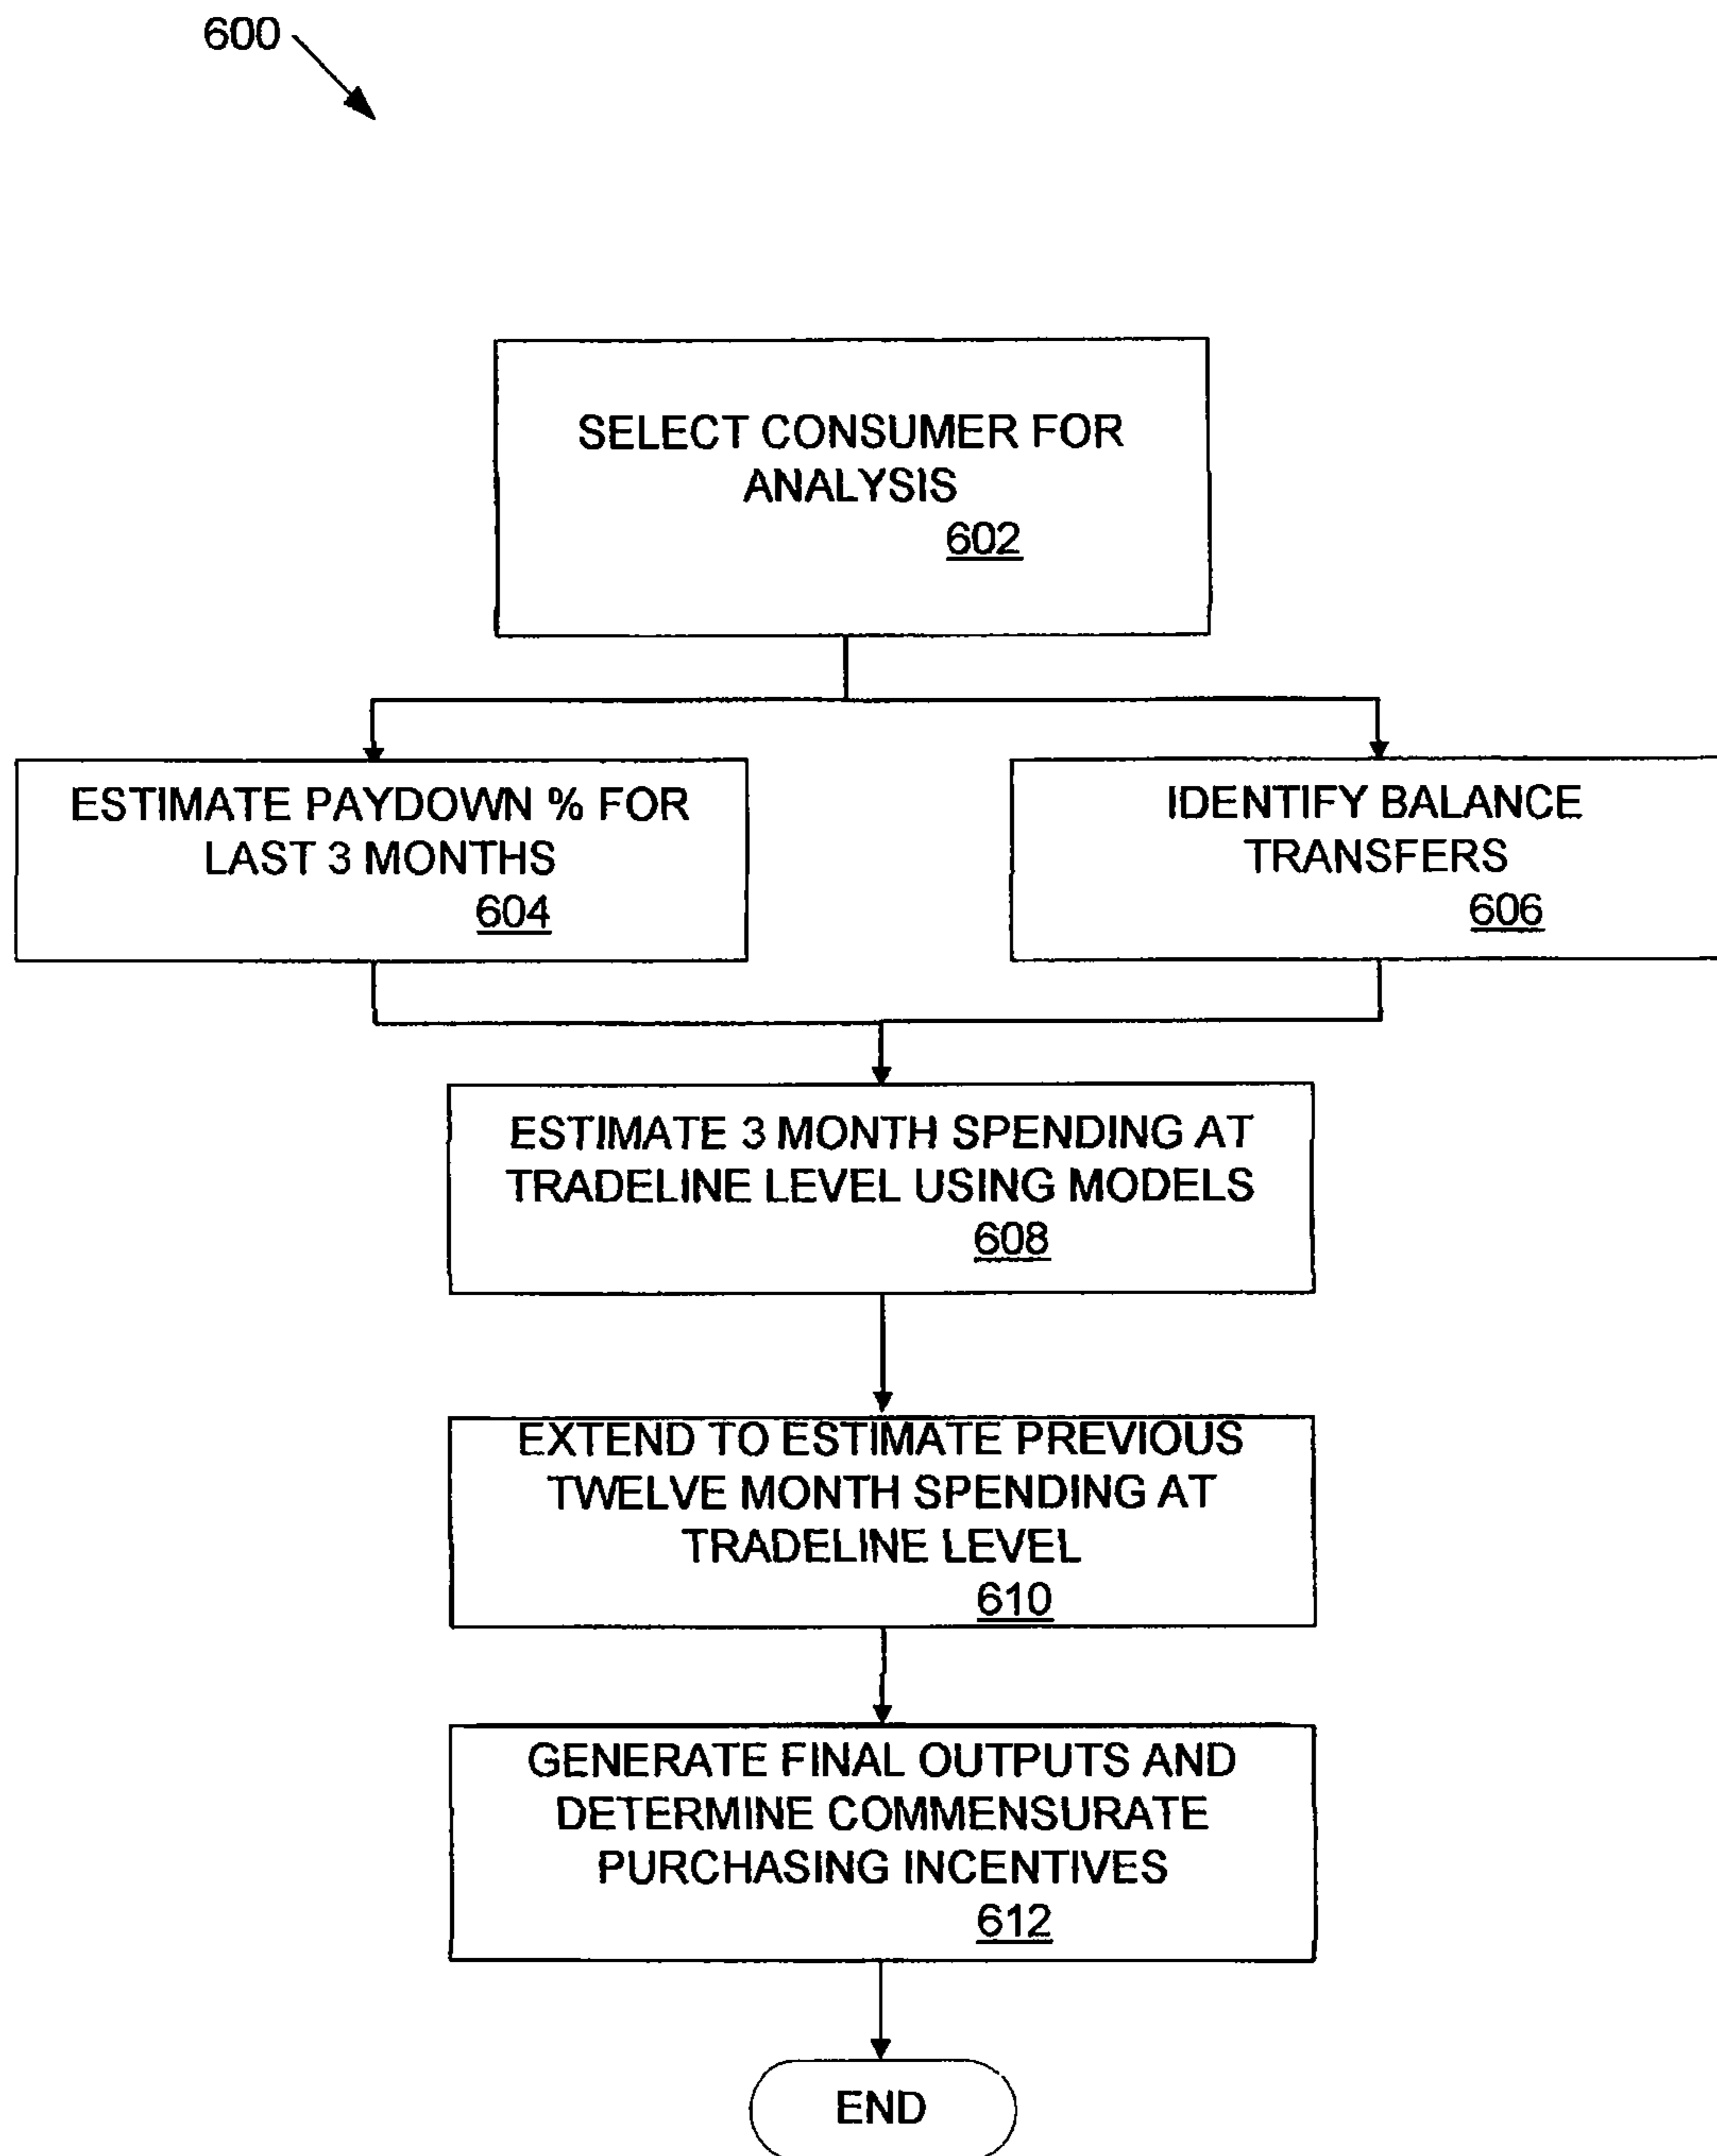 600
SELECT CONSUMER FOR
ANALYSIS
602
ESTIMATE PAYDOWN % FOR
LAST 3 MONTHS
604
IDENTIFY BALANCE
TRANSFERS
606
ESTIMATE 3 MONTH SPENDING AT
TRADELINE LEVEL USING MODELS
608
EXTEND TO ESTIMATE PREVIOUS
TWELVE MONTH SPENDING AT
TRADELINE LEVEL
610
GENERATE FINAL OUTPUTS AND
DETERMINE COMMENSURATE
PURCHASING INCENTIVES
612
END